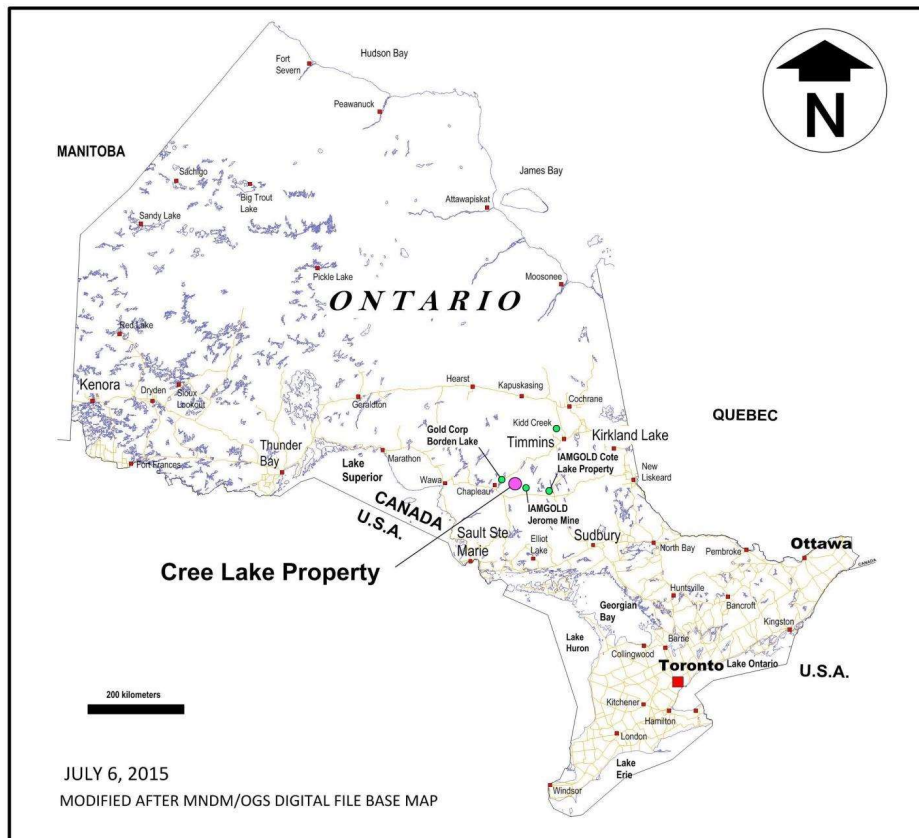 Fort
Severn
Hudson Bay
Peawanuck
N
MANITOBA
Sachigo
Big Trout
Lake
James Bay
Attawapiskat
Sandy Lake
Pickle Lake
Moosonee
ONTARIO
Red Lake
Hearst
Kapuskasing
Kenora
Dryden
Sioux
Lookout
Geraldton
Cochrane
QUEBEC
Kidd Creek
Gold Corp
Borden Lake
Timmins
Kirkland Lake
Thunder
Bay
Marathon
IAMGOLD Cote
Lake Property
Fort Frances
Lake
Superior
Wawa
Chapleau
New
Liskeard
CANADA
U.S.A.
IAMGOLD
Jerome Mine
Sault Ste.
Marie
Elliot
Lake
Sudbury
North Bay
Pembroke
Ottawa
CANADA
Cree Lake Property
Huntsville
Bancroft
Georgian
Bay
Kingston
Lake
Huron
Barrie
Collingwood
Toronto
Lake Ontario
U.S.A.
200 kilometers
Kitchener
Hamilton
London
Lake
Erie
Windsor
JULY 6, 2015
MODIFIED AFTER MNDM/OGS DIGITAL FILE BASE MAP